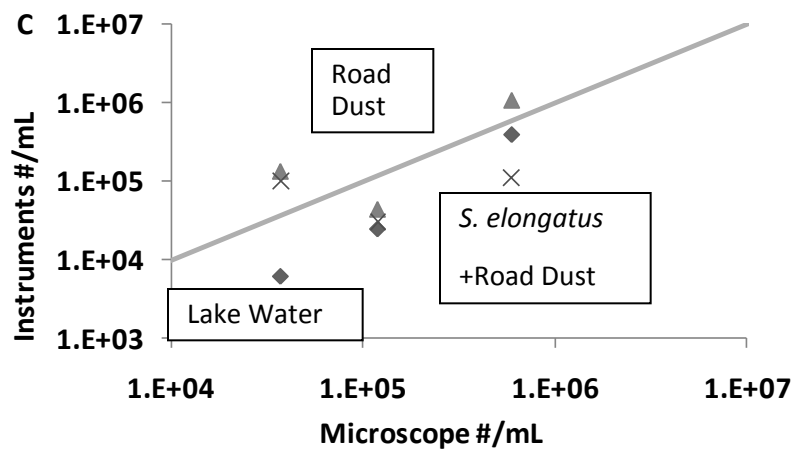 C
1.E+07
1.E+06
1.E+05
1.E+04
1.E+03
Instruments #/mL
Road
Dust
S. elongatus
+Road Dust
Lake Water
1.E+04 1.E+05 1.E+06 1.E+07
Microscope #/mL